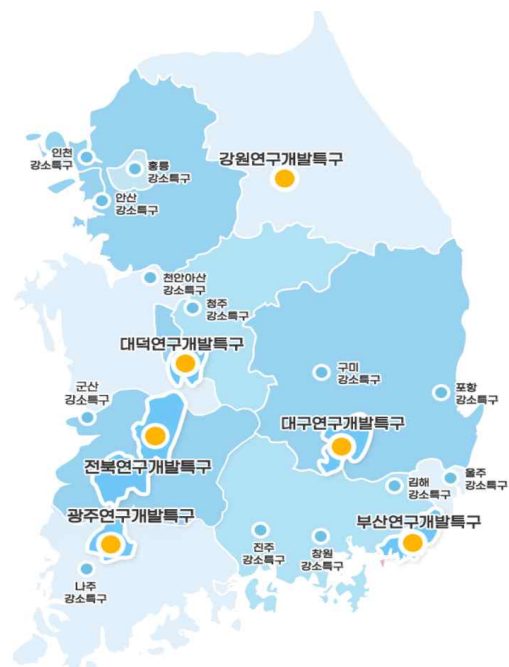 인천
강소특구
홍릉
강소특구
강원연구개발특구
안산
강소특구
천안아산
강소특구
청주
강소특구
대덕연구개발특구
구미
강소특구
포항
강소특구
군산
강소특구
대구연구개발특구
전북연구개발특구
울주
강소특구
김해
강소특구
광주연구개발특구
부산연구개발특구
진주
강소특구
창원
강소특구
나주
강소특구